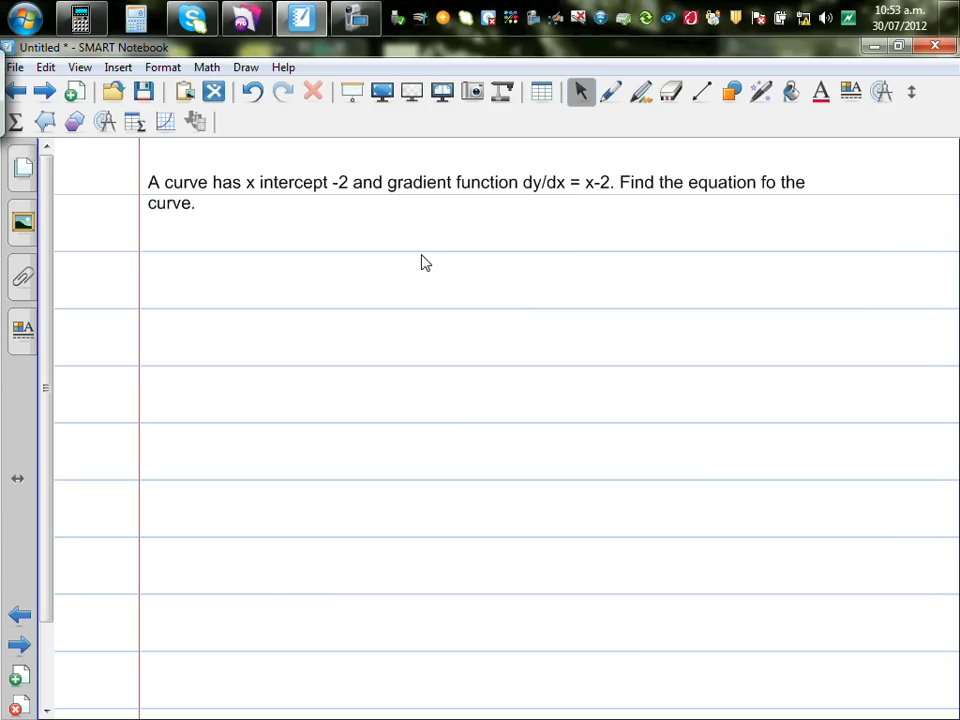 10:53 a.m.
30/07/2012
Untitled * - SMART Notebook
File Edit View Insert Format Math Draw Help
A curve has x intercept -2 and gradient function dy/dx = x-2. Find the equation fo the
curve.